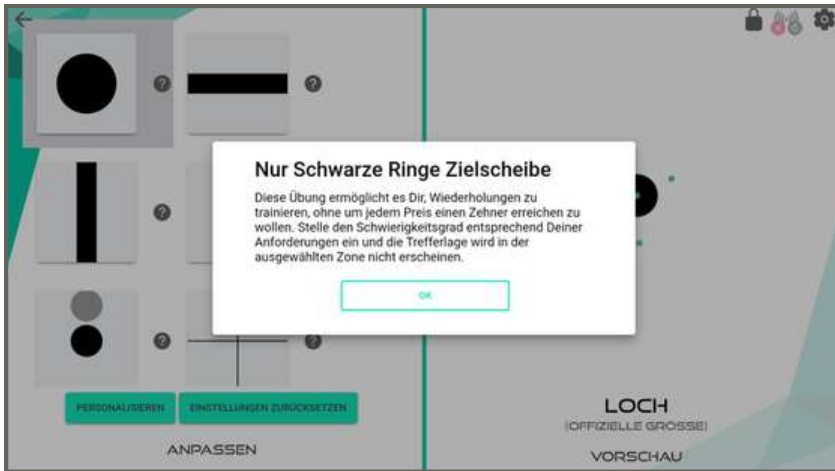 Nur Schwarze Ringe Zielscheibe
Diese Übung ermöglicht es Dir, Wiederholungen zu
trainieren, ohne um jedem Preis einen Zehner erreichen zu
wollen. Stelle den Schwierigkeitsgrad entsprechend Deiner
Anforderungen ein und die Trefferlage wird in der
ausgewählten Zone nicht erscheinen.
OK
PERSONALISIEREN
EINSTELLUNGEN ZURÜCKSETZEN
ANPASSEN
LOCH
(OFFIZIELLE GRÖSSE)
VORSCHAU